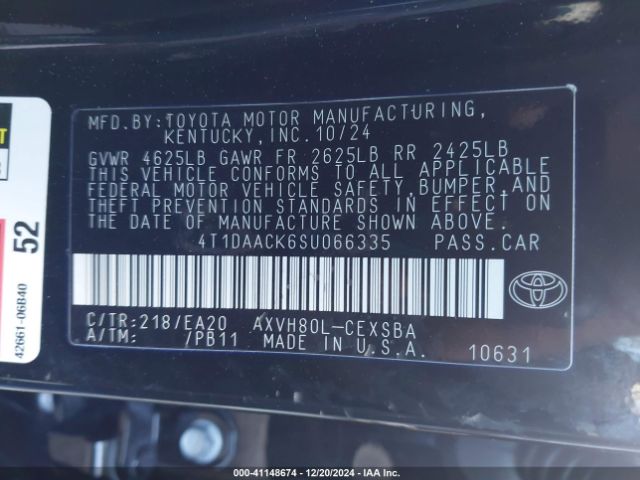 MFD.BY:TOYOTA MOTOR MANUFACTURING,
KENTUCKY,INC.10/24
GVWR 4625LB GAWR FR 2625LB RR 2425LB
THIS VEHICLE CONFORMS TO ALL APPLICABLE
FEDERAL MOTOR VEHICLE SAFETY,BUMPER,AND
THEFT PREVENTION STANDARDS IN EFFECT ON
THE DATE OF MANUFACTURE SHOWN ABOVE.
4T1DAACK6SU066335 PASS.CAR
C/TR:218/EA20 AXVH80L-CEXSBA
A/TM: /PB11 MADE IN U.S.A. 10631
52
42661-06B40
000-41148674 | 12/20/2024 | IAA Inc.